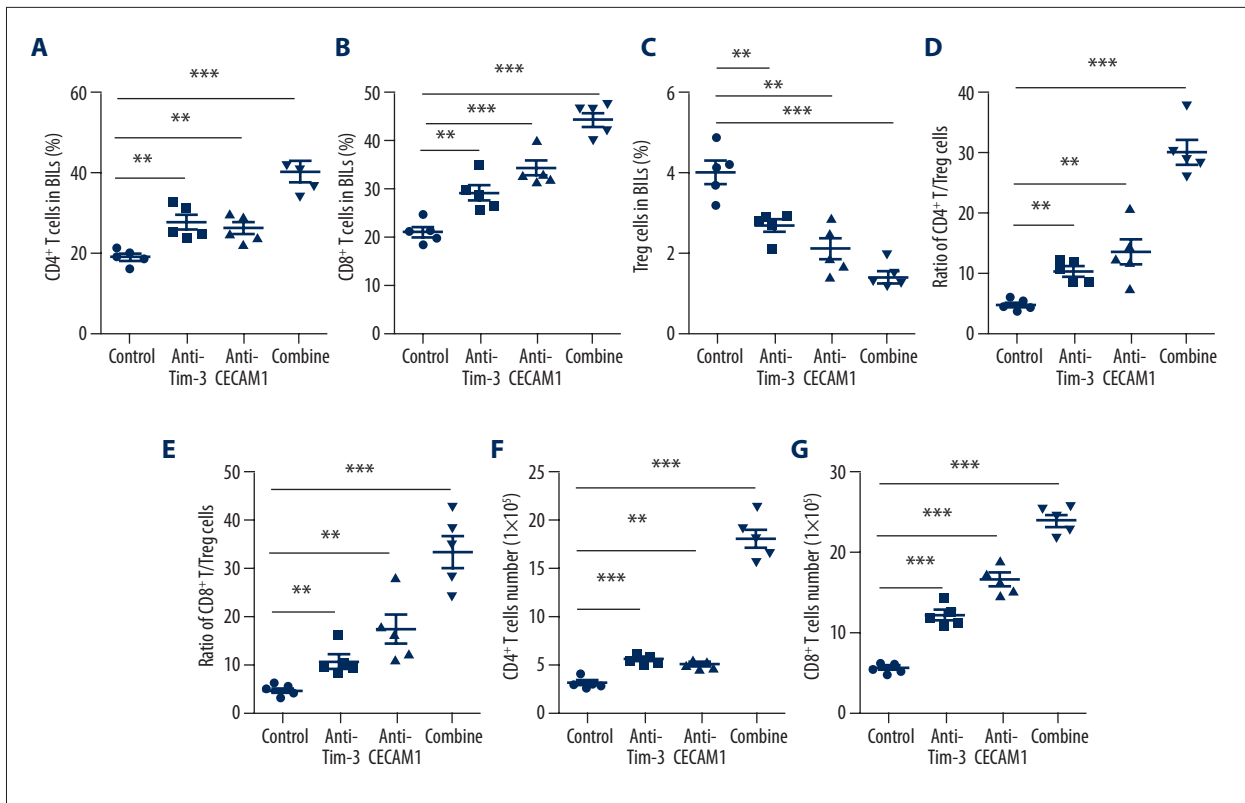 A
B
C
D
***
**
**
60
40
20
0
CD4⁺ T Cells in BILs (%)
Control
Anti-
Tim-3
Anti-
CECAM1
Combine
***
***
**
50
40
30
20
10
0
CD8⁺ T Cells in BILs (%)
Control
Anti-
Tim-3
Anti-
CECAM1
Combine
**
**
***
6
4
2
0
Treg cells in BILs (%)
Control
Anti-
Tim-3
Anti-
CECAM1
Combine
***
**
**
40
30
20
10
0
Ratio of CD4⁺ T/Treg cells
Control
Anti-
Tim-3
Anti-
CECAM1
Combine
E
F
G
***
**
**
50
40
30
20
10
0
Ratio of CD8⁺ T/Treg cells
Control
Anti-
Tim-3
Anti-
CECAM1
Combine
***
**
***
25
20
15
10
5
0
CD4⁺ T cells number (1×10⁵)
Control
Anti-
Tim-3
Anti-
CECAM1
Combine
***
***
***
30
20
10
0
CD8⁺ T cells number (1×10⁵)
Control
Anti-
Tim-3
Anti-
CECAM1
Combine